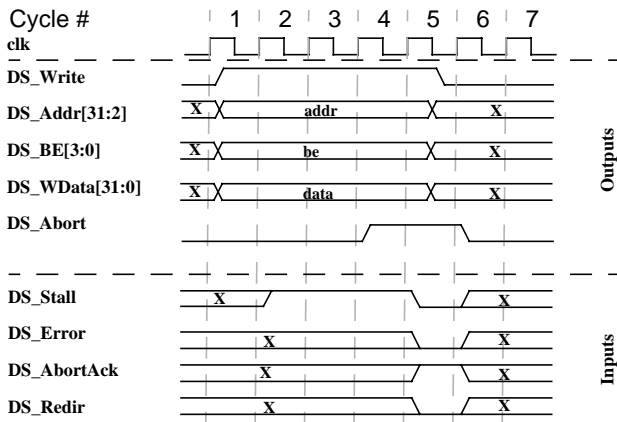 Cycle # 1 2 3 4 5 6 7
clk
DS_Write
DS_Addr[31:2] X addr X
DS_BE[3:0] X be X
DS_WData[31:0] X data X
DS_Abort
Outputs
DS_Stall X X
DS_Error X X
DS_AbortAck X X
DS_Redir X X
Inputs